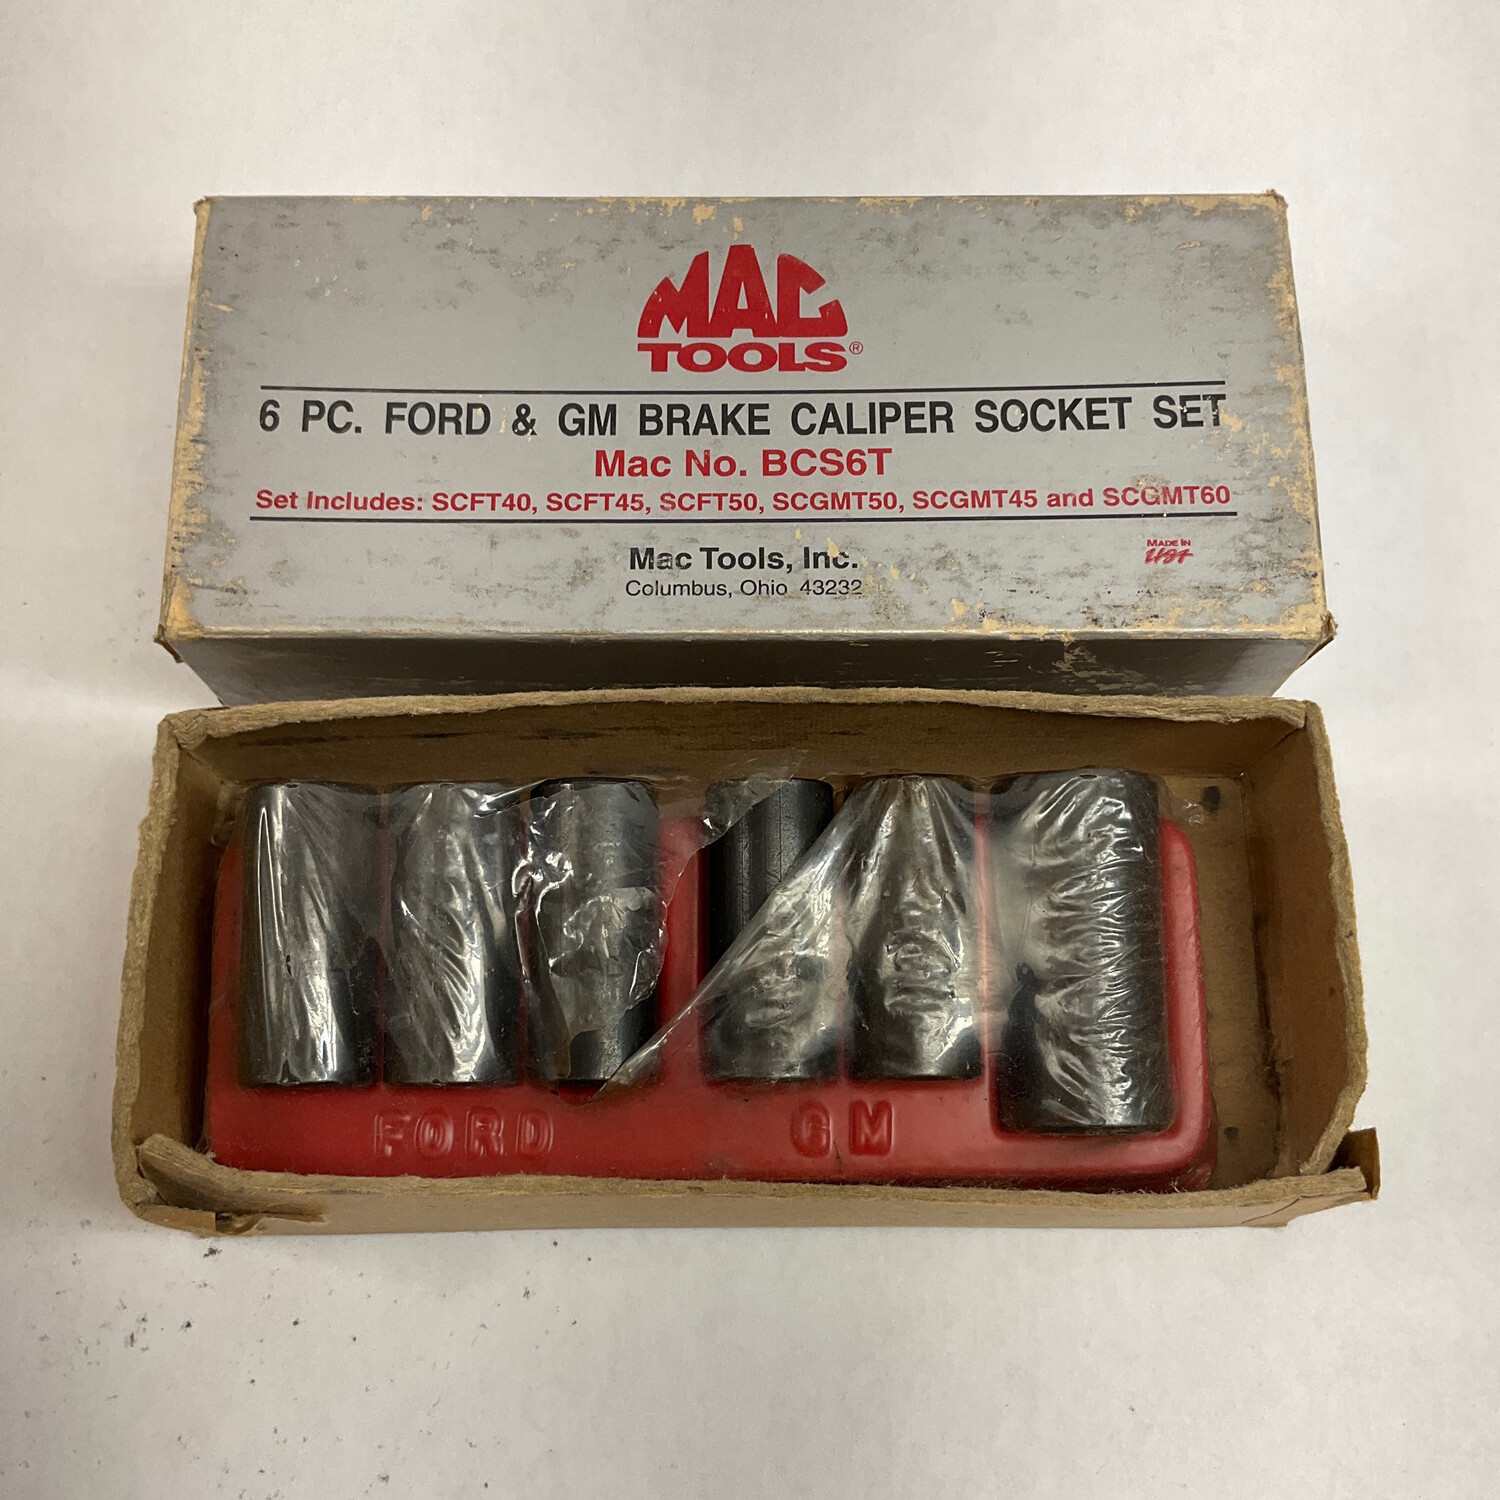 MAC
TOOLS®
6 PC. FORD & GM BRAKE CALIPER SOCKET SET
Mac No. BCS6T
Set Includes: SCFT40, SCFT45, SCFT50, SCGMT50, SCGMT45 and SCGMT60
Mac Tools, Inc.
Columbus, Ohio 43232
MADE IN
USA
FORD
GM